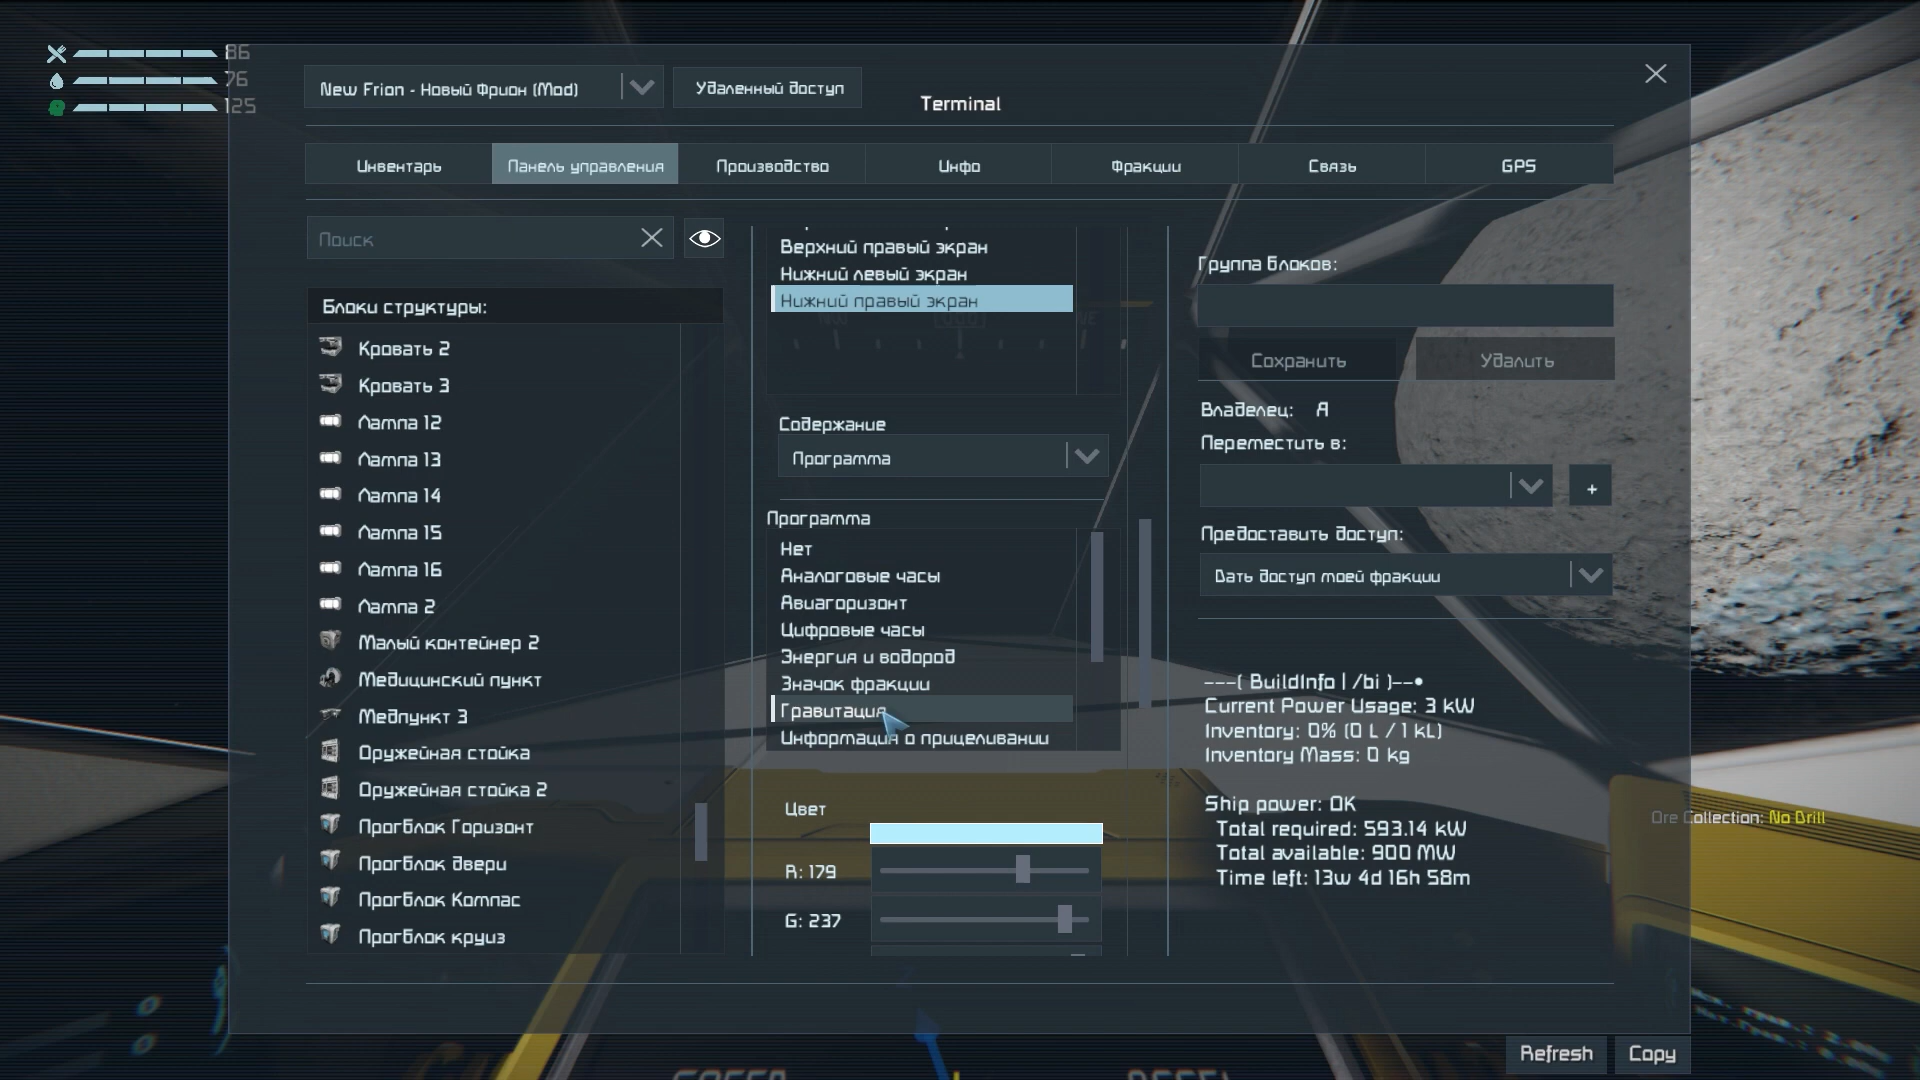 86
76
125
New Frion - Новый Фрион (Mod)
Удаленный доступ
Terminal
Инвентарь
Панель управления
Производство
Инфо
Фракции
Связь
GPS
Поиск
Блоки структуры:
Кровать 2
Кровать 3
Лампа 12
Лампа 13
Лампа 14
Лампа 15
Лампа 16
Лампа 2
Малый контейнер 2
Медицинский пункт
Медпункт 3
Оружейная стойка
Оружейная стойка 2
Прогблок Горизонт
Прогблок двери
Прогблок Компас
Прогблок круиз
Верхний правый экран
Нижний левый экран
Нижний правый экран
Содержание
Программа
Программа
Нет
Аналоговые часы
Авиагоризонт
Цифровые часы
Энергия и водород
Значок фракции
Гравитация
Информация о прицеливании
Цвет
R: 179
G: 237
Группа блоков:
Сохранить
Удалить
Владелец: A
Переместить в:
+
Предоставить доступ:
Дать доступ моей фракции
---( BuildInfo | /bi )--•
Current Power Usage: 3 kW
Inventory: 0% (0 L / 1 kL)
Inventory Mass: 0 kg
Ship power: OK
Total required: 593.14 kW
Total available: 900 MW
Time left: 13w 4d 16h 58m
Ore Collection: No Drill
Refresh
Copy